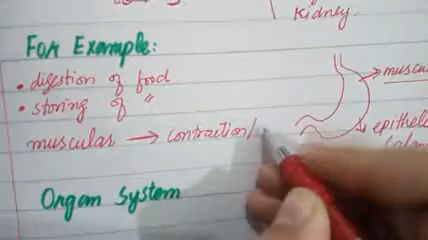 Kidney.
For Example:
• digestion of food
• storing of "
muscular → contraction/
→ muscu
→ epithel
Organ System